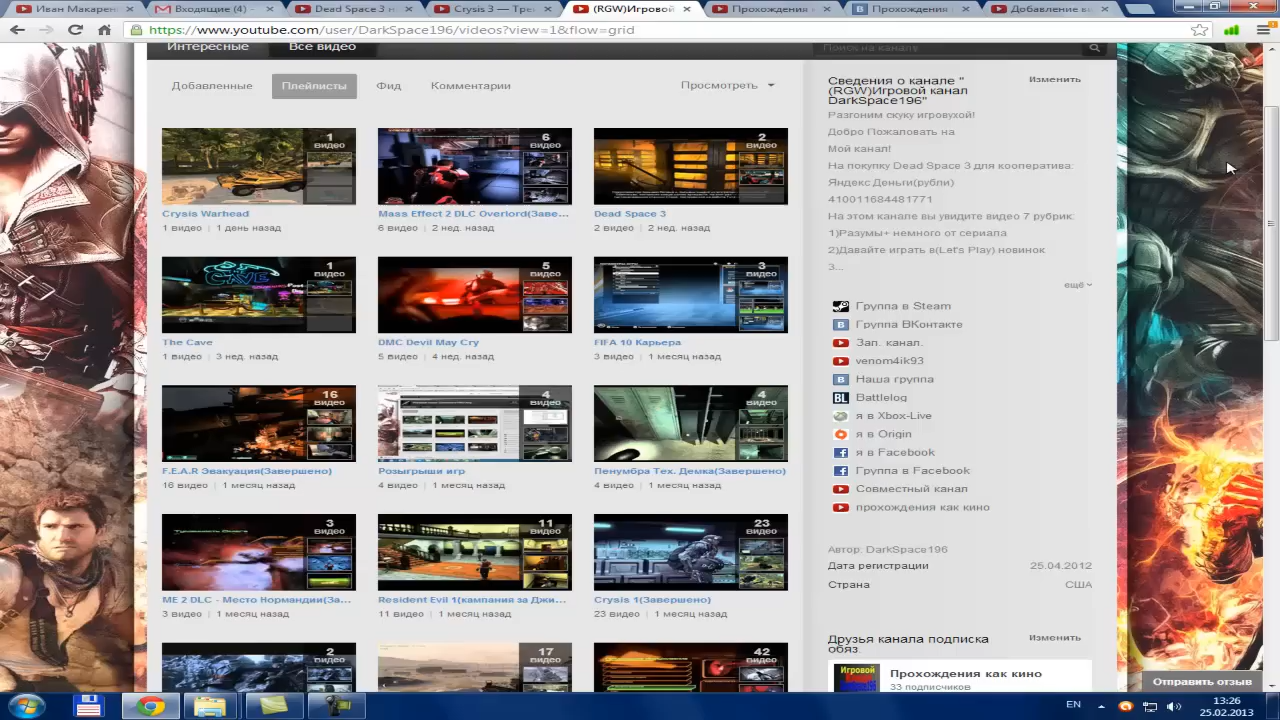 Иван Макарен
Входящие (4) -
Dead Space 3 н
Crysis 3 — Тре
(RGW)Игровой
Прохождения
Прохождения
Добавление в
https://www.youtube.com/user/DarkSpace196/videos?view=1&flow=grid
Интересные
Все видео
Поиск на каналу
Добавленные
Плейлисты
Фид
Комментарии
Просмотреть
1 видео
Crysis Warhead
1 видео | 1 день назад
6 видео
Mass Effect 2 DLC Overlord(Заве...
6 видео | 2 нед. назад
2 видео
Dead Space 3
2 видео | 2 нед. назад
1 видео
The Cave
1 видео | 3 нед. назад
5 видео
DMC Devil May Cry
5 видео | 4 нед. назад
3 видео
FIFA 10 Карьера
3 видео | 1 месяц назад
16 видео
F.E.A.R Эвакуация(Завершено)
16 видео | 1 месяц назад
4 видео
Розыгрыши игр
4 видео | 1 месяц назад
4 видео
Пенумбра Тех. Демка(Завершено)
4 видео | 1 месяц назад
3 видео
ME 2 DLC - Место Нормандии(За...
3 видео | 1 месяц назад
11 видео
Resident Evil 1(кампания за Джи...
11 видео | 1 месяц назад
23 видео
Crysis 1(Завершено)
23 видео | 1 месяц назад
2 видео
17 видео
42 видео
Сведения о канале "
(RGW)Игровой канал
DarkSpace196"
Изменить
Разгоним скуку игровухой!
Добро Пожаловать на
Мой канал!
На покупку Dead Space 3 для кооператива:
Яндекс Деньги(рубли)
410011684481771
На этом канале вы увидите видео 7 рубрик:
1)Разумы+ немного от сериала
2)Давайте играть в(Let's Play) новинок
3...
ещё
Группа в Steam
Группа ВКонтакте
Зап. канал.
venom4ik93
Наша группа
BL Battlelog
я в Xbox-Live
я в Origin
я в Facebook
Группа в Facebook
Совместный канал
прохождения как кино
Автор: DarkSpace196
Дата регистрации 25.04.2012
Страна США
Друзья канала подписка
обяз.
Изменить
Игровой
Прохождения как кино
33 подписчиков
Отправить отзыв
EN
13:26
25.02.2013